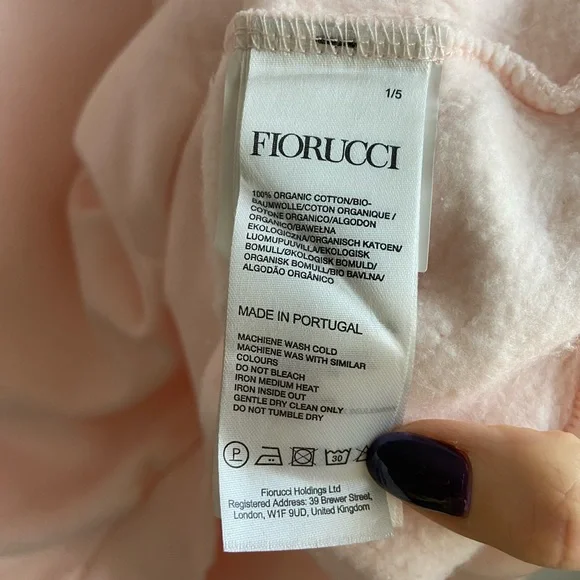 1/5
FIORUCCI
100% ORGANIC COTTON/BIO-
BAUMWOLLE/COTON ORGANIQUE /
COTONE ORGANICO/ALGODON
ORGANICO/BAWEŁNA
EKOLOGICZNA/ORGANISCH KATOEN/
LUOMUPUUVILLA/EKOLOGISK
BOMULL/ØKOLOGISK BOMULD/
ORGANISK BOMULL/BIO BAVLNA/
ALGODÃO ORGÂNICO
MADE IN PORTUGAL
MACHIENE WASH COLD
MACHIENE WAS WITH SIMILAR
COLOURS
DO NOT BLEACH
IRON MEDIUM HEAT
IRON INSIDE OUT
GENTLE DRY CLEAN ONLY
DO NOT TUMBLE DRY
P 30
Fiorucci Holdings Ltd
Registered Address: 39 Brewer Street,
London, W1F 9UD, United Kingdom